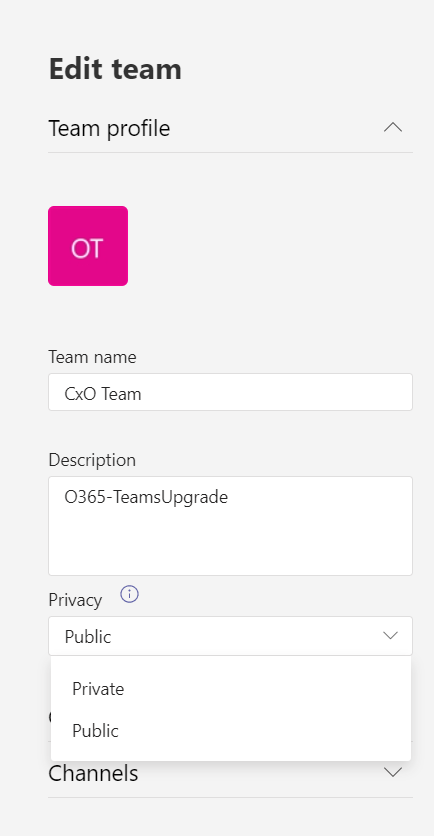 Edit team
Team profile
OT
Team name
CxO Team
Description
O365-TeamsUpgrade
Privacy
Public
Private
Public
Channels